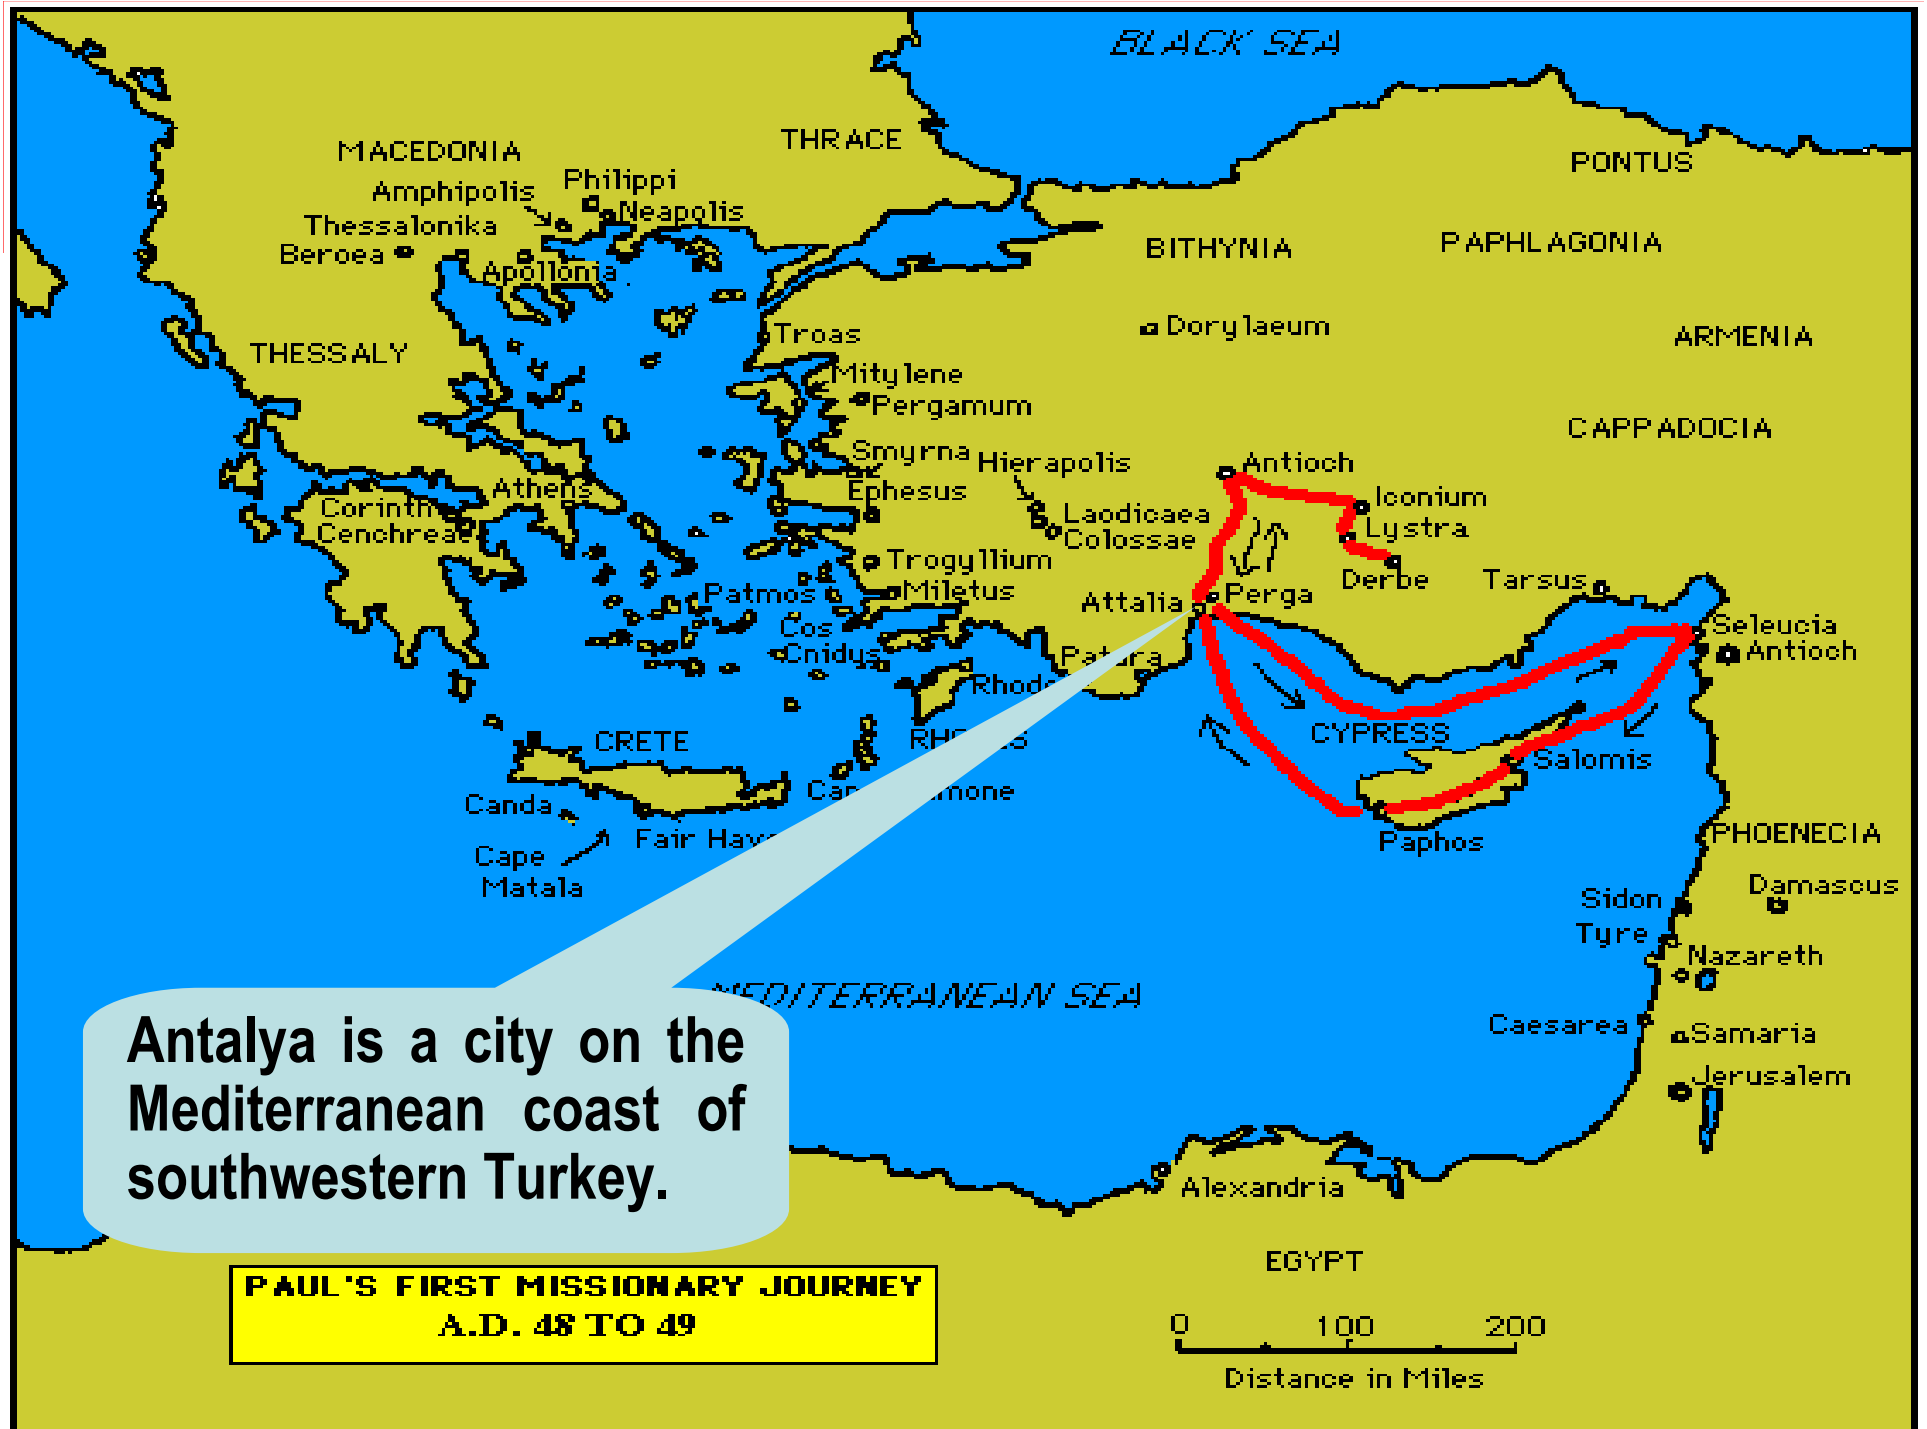 BLACK SEA
THRACE
MACEDONIA
PONTUS
Philippi
Amphipolis
Neapolis
Thessalonika
Beroea
Apollonia
BITHYNIA
PAPHLAGONIA
Troas
Dorylaeum
ARMENIA
THESSALY
Mitylene
Pergamum
CAPPADOCIA
Smyrna
Hierapolis
Antioch
Ephesus
Athens
Iconium
Corinth
Laodicaea
Lystra
Cenchreae
Colossae
Trogyllium
Derbe
Tarsus
Patmos
Miletus
Attalia
Perga
Cos
Seleucia
Cnidys
Patara
Antioch
CRETE
CYPRESS
Salomis
Canda
Fair
Paphos
PHOENECIA
Cape
Matala
Damascus
Sidon
Tyre
Nazareth
SEA
Caesarea
Samaria
Jerusalem
Antalya is a city on the
Mediterranean coast of
southwestern Turkey.
Alexandria
EGYPT
PAUL'S FIRST MISSIONARY JOURNEY
A.D. 48 TO 49
0 100 200
Distance in Miles